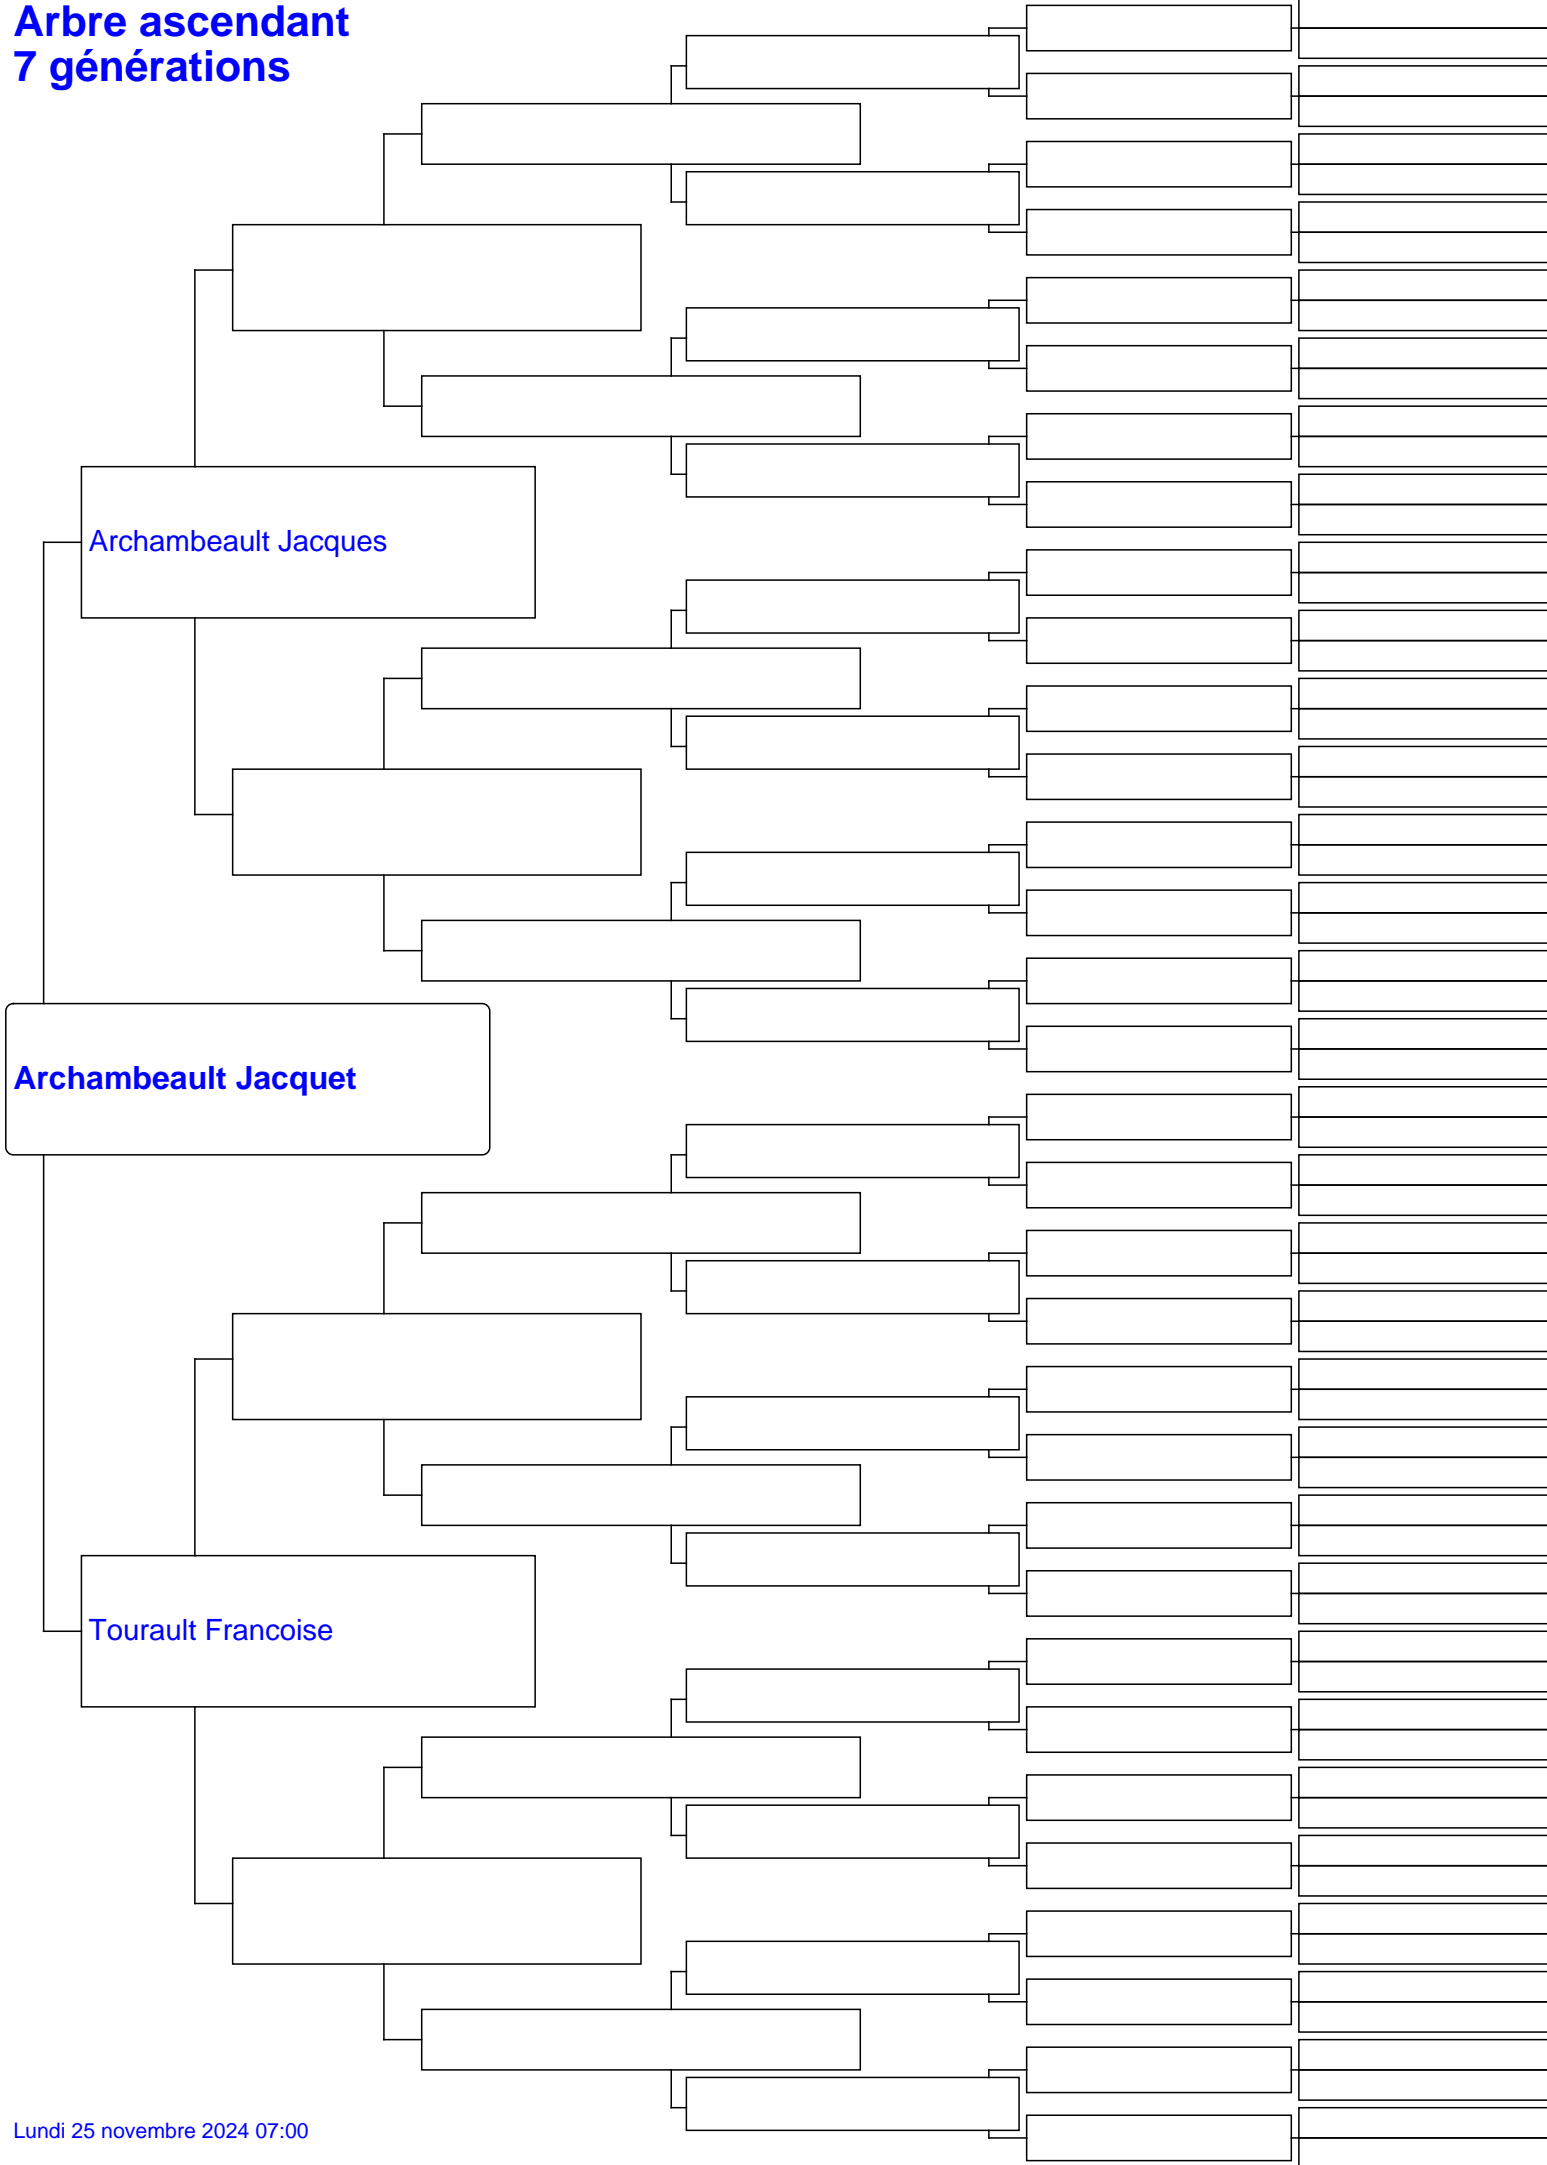 Arbre ascendant
7 générations
Archambeault Jacques
Archambeault Jacquet
Tourault Francoise
Lundi 25 novembre 2024 07:00